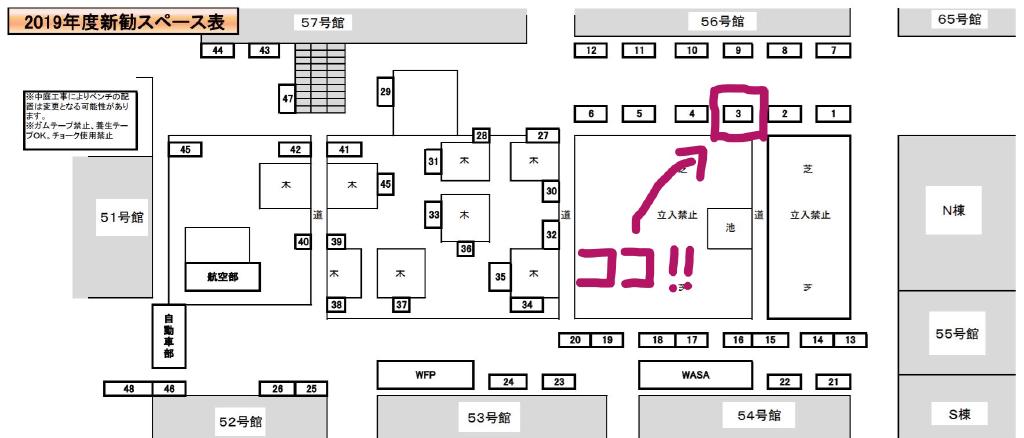 2019年度新勧スペース表
57号館
56号館
65号館
44
43
12
11
10
9
8
7
※中庭工事によりベンチの配
置は変更となる可能性があり
ます。
※ガムテープ禁止、養生テー
プOK、チョーク使用禁止
47
29
6
5
4
3
2
1
45
42
41
28
27
51号館
木
木
45
31
木
木
30
芝
芝
N棟
道
33
木
道
立入禁止
池
道
立入禁止
40
39
36
32
ココ!!
航空部
木
木
35
木
芝
芝
38
37
34
自動車部
20
19
18
17
16
15
14
13
55号館
WFP
24
23
WASA
22
21
48
46
26
25
52号館
53号館
54号館
S棟